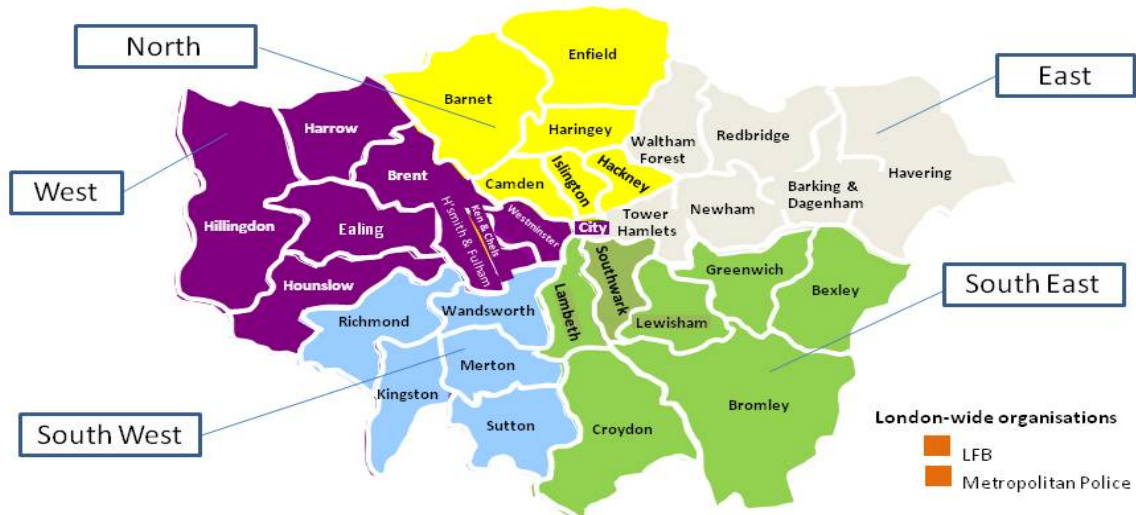 North
Enfield
East
Barnet
Harrow
Haringey
Waltham
Forest
Redbridge
Havering
West
Brent
Camden
Islington
Hackney
Barking &
Dagenham
Hillingdon
Ealing
H'smith & Fulham
Ken & Chels
Westminster
City
Tower
Hamlets
Newham
Hounslow
Southwark
Greenwich
Bexley
South East
Richmond
Wandsworth
Lambeth
Lewisham
Merton
Kingston
Bromley
South West
Sutton
Croydon
London-wide organisations
LFB
Metropolitan Police